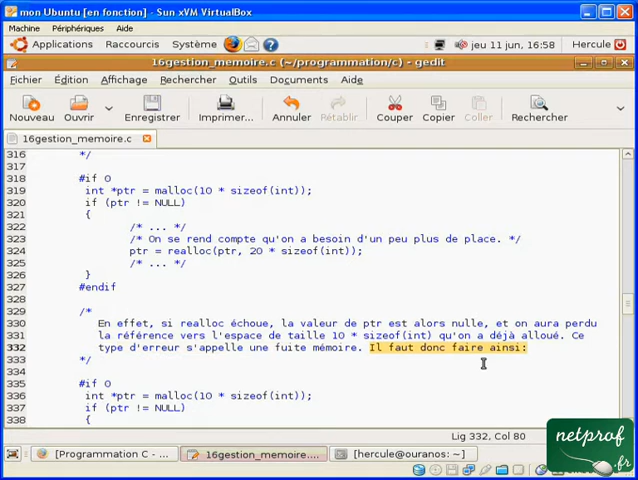 mon Ubuntu [en fonction] - Sun xVM VirtualBox
Machine Périphériques Aide
Applications Raccourcis Système jeu 11 jun, 16:58 Hercule
16gestion_memoire.c (~/programmation/c) - gedit
Fichier Édition Affichage Rechercher Outils Documents Aide
Nouveau Ouvrir Enregistrer Imprimer... Annuler Rétablir Couper Copier Coller Rechercher
16gestion_memoire.c
316 */
317
318 #if 0
319 int *ptr = malloc(10 * sizeof(int));
320 if (ptr != NULL)
321 {
322 /* ... */
323 /* On se rend compte qu'on a besoin d'un peu plus de place. */
324 ptr = realloc(ptr, 20 * sizeof(int));
325 /* ... */
326 }
327 #endif
328
329 /*
330 En effet, si realloc échoue, la valeur de ptr est alors nulle, et on aura perdu
331 la référence vers l'espace de taille 10 * sizeof(int) qu'on a déjà alloué. Ce
332 type d'erreur s'appelle une fuite mémoire. Il faut donc faire ainsi:
333 */
334
335 #if 0
336 int *ptr = malloc(10 * sizeof(int));
337 if (ptr != NULL)
338 {
Lig 332, Col 80
[Programmation C - ... 16gestion_memoire.... [hercule@ouranos: ~]
netprof
.fr